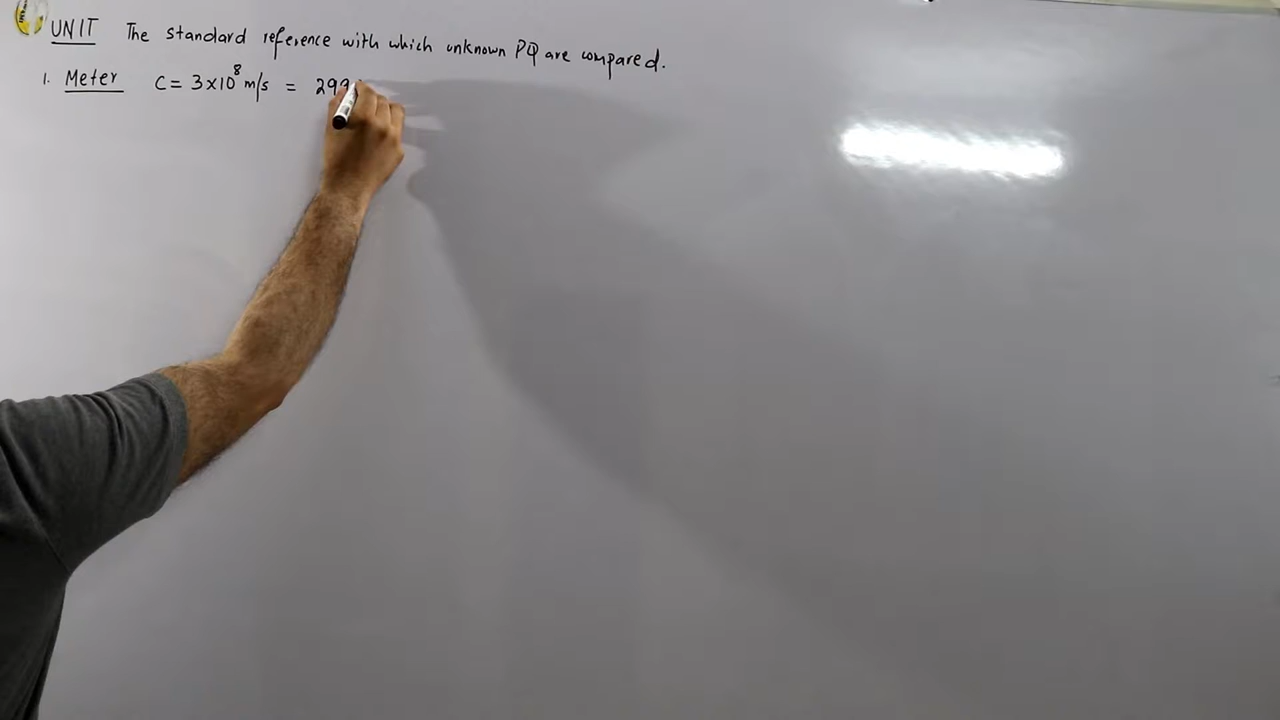 UNIT The standard reference with which unknown PQ are compared.
1. Meter C = 3×10⁸ m/s = 299